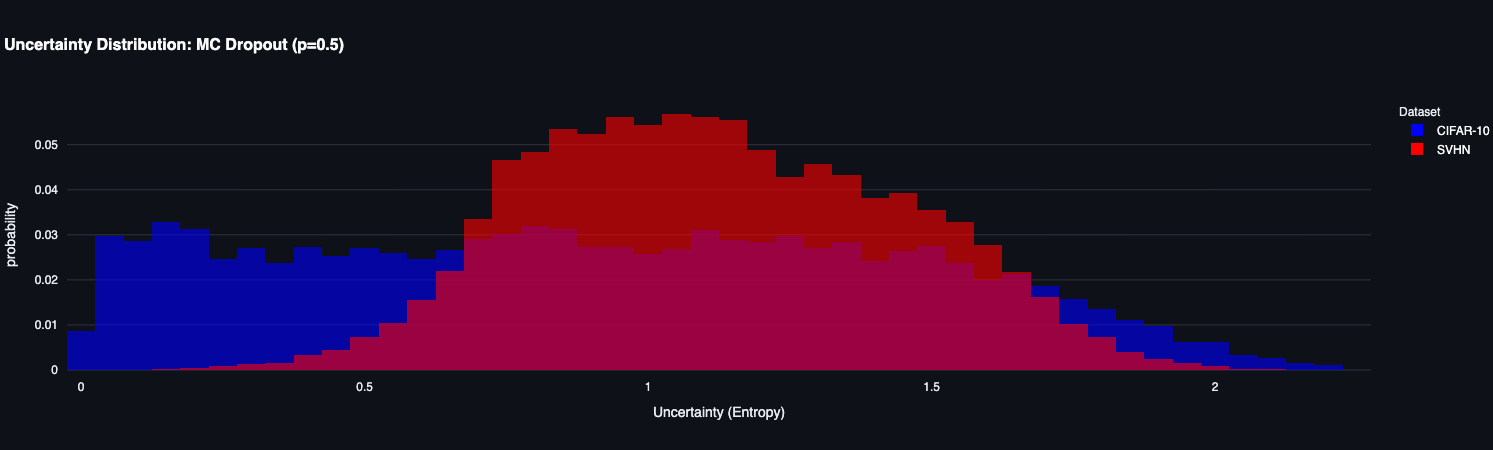 Uncertainty Distribution: MC Dropout (p=0.5)
Dataset
CIFAR-10
SVHN
probability
0.05
0.04
0.03
0.02
0.01
0
0
0.5
1
1.5
2
Uncertainty (Entropy)